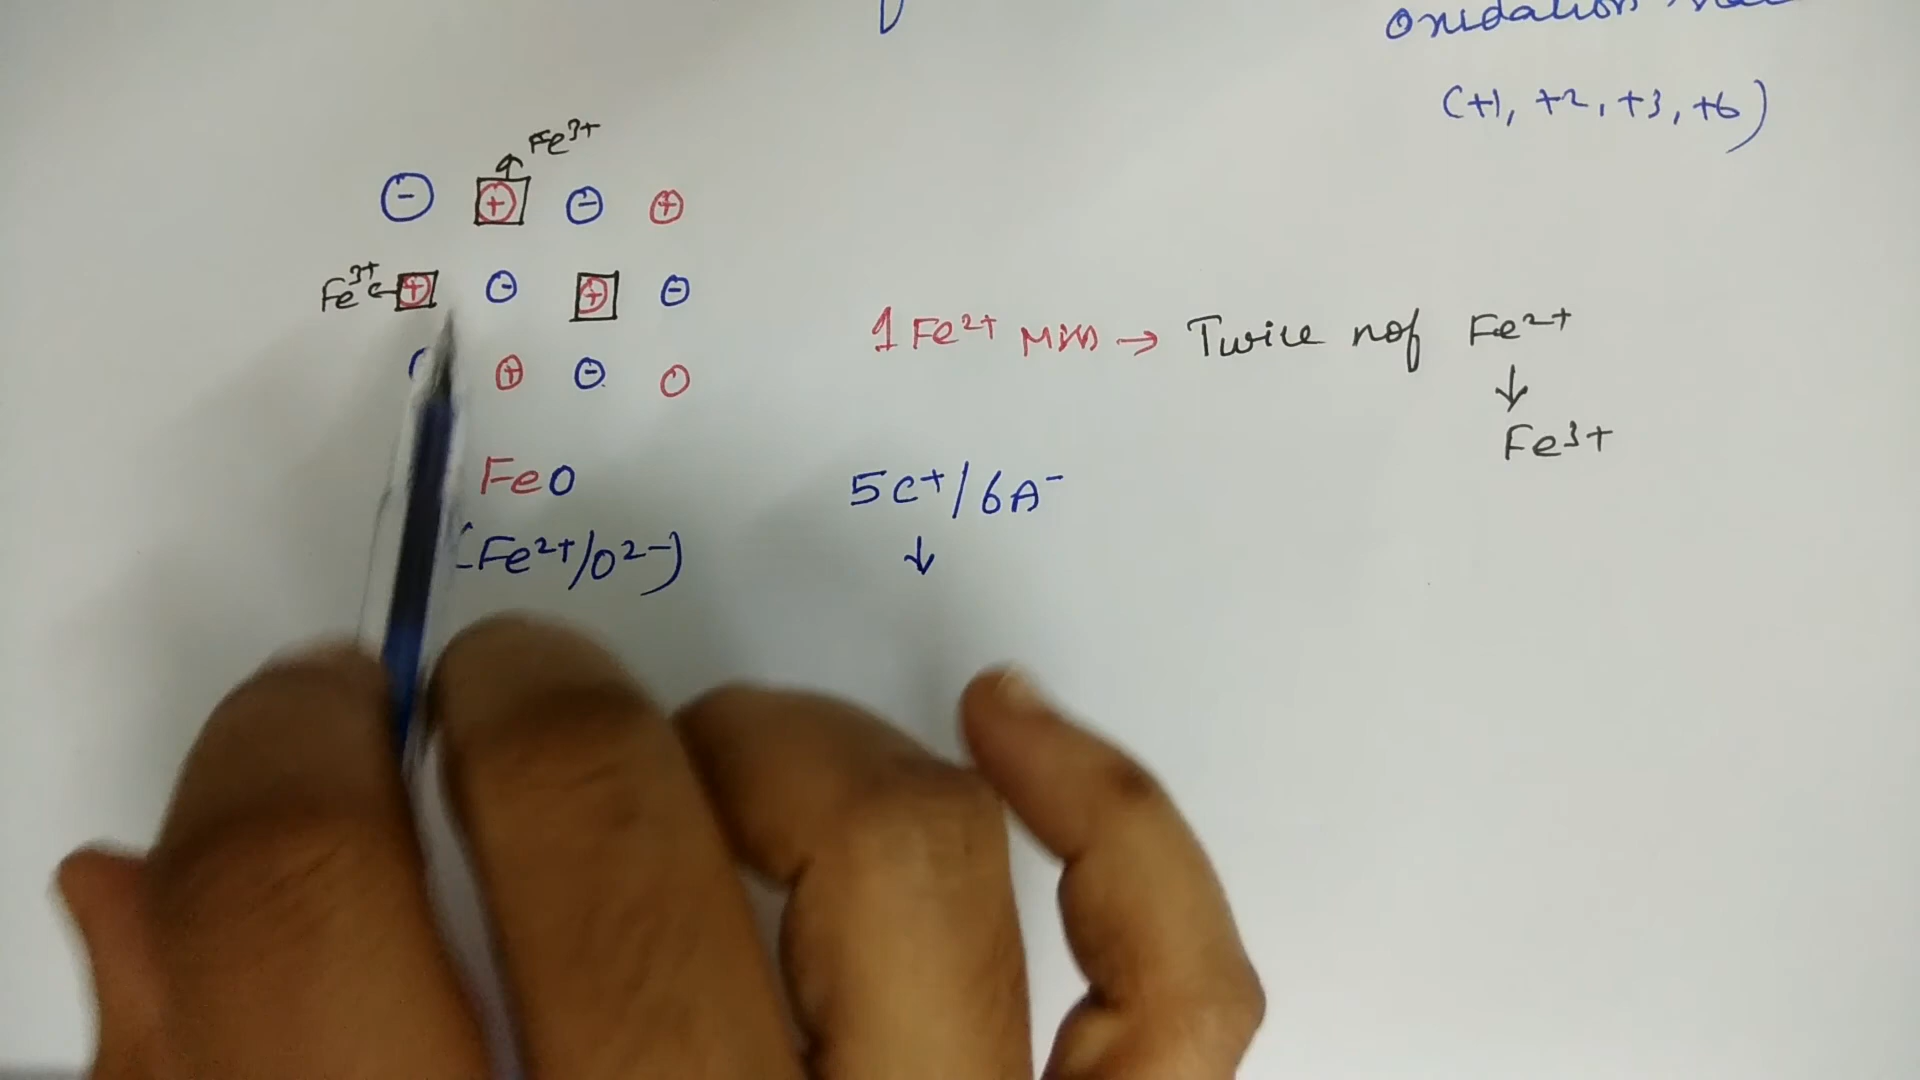 oxidation
(+1, +2, +3, +6)
Fe3+
- + - +
Fe3+ + - + -
+ -
1 Fe2+ Miss → Twice no of Fe2+
↓
Fe3+
FeO
5C+/6A-
(Fe2+/O2-)
↓